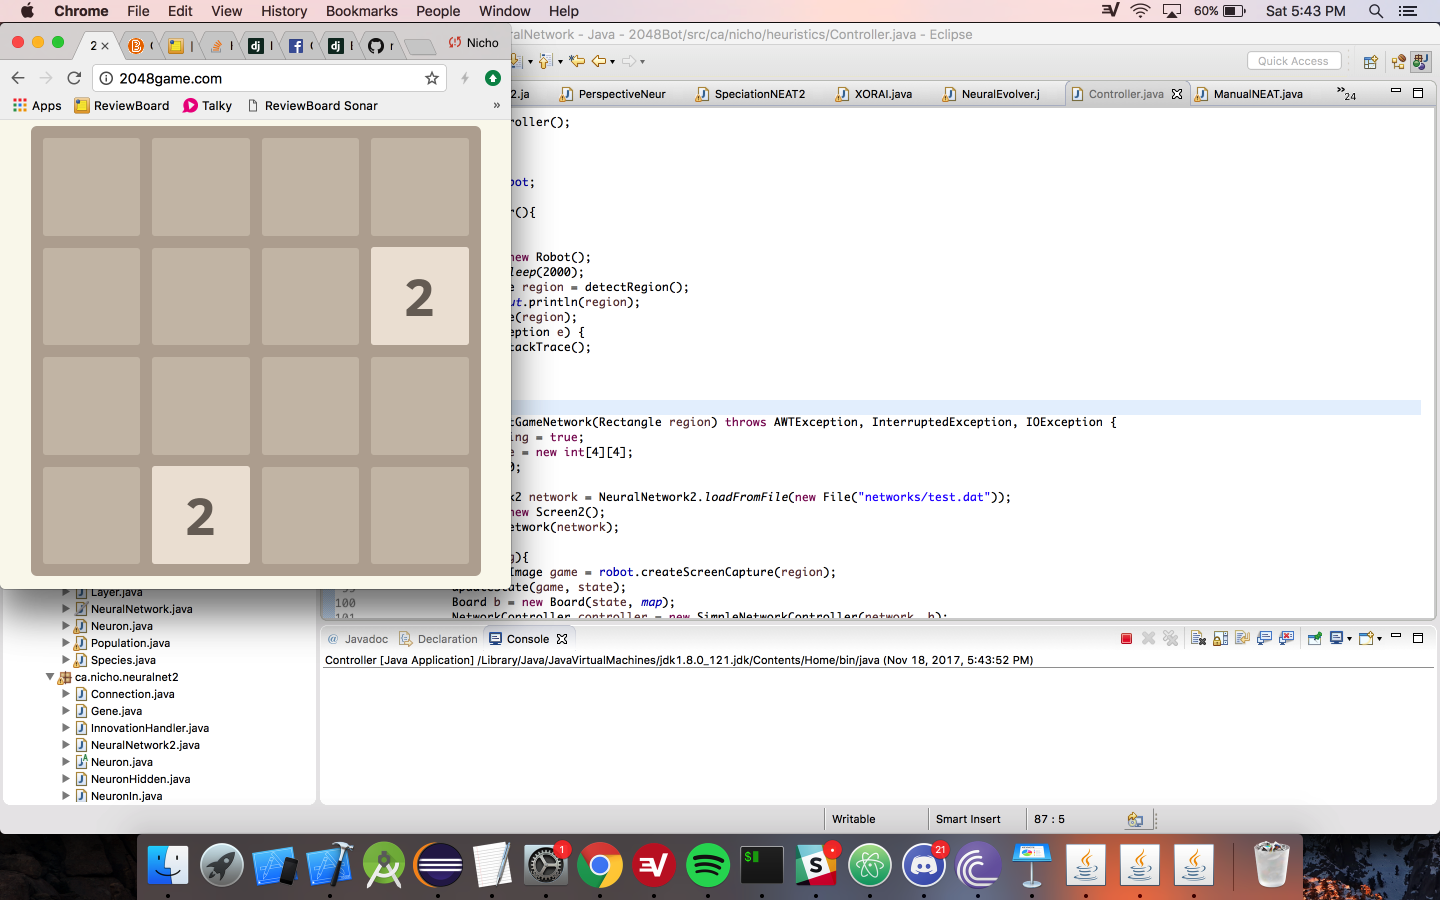 Chrome File Edit View History Bookmarks People Window Help 60% Sat 5:43 PM
2 Nicho
2048game.com
Apps ReviewBoard Talky ReviewBoard Sonar »
2
2
ralNetwork - Java - 2048Bot/src/ca/nicho/heuristics/Controller.java - Eclipse
Quick Access
2.ja PerspectiveNeur SpeciationNEAT2 XORAI.java NeuralEvolver.j Controller.java ManualNEAT.java »24
roller();
bot;
r(){
new Robot();
leep(2000);
e region = detectRegion();
ut.println(region);
e(region);
eption e) {
tackTrace();
cGameNetwork(Rectangle region) throws AWTException, InterruptedException, IOException {
ing = true;
e = new int[4][4];
0;
k2 network = NeuralNetwork2.loadFromFile(new File("networks/test.dat"));
new Screen2();
etwork(network);
g){
Image game = robot.createScreenCapture(region);
updateState(game, state);
100 Board b = new Board(state, map);
101 NetworkController controller = new SimpleNetworkController(network, b);
Layer.java
NeuralNetwork.java
Neuron.java
Population.java
Species.java
ca.nicho.neuralnet2
Connection.java
Gene.java
InnovationHandler.java
NeuralNetwork2.java
Neuron.java
NeuronHidden.java
NeuronIn.java
@ Javadoc Declaration Console
Controller [Java Application] /Library/Java/JavaVirtualMachines/jdk1.8.0_121.jdk/Contents/Home/bin/java (Nov 18, 2017, 5:43:52 PM)
Writable Smart Insert 87 : 5
1
21